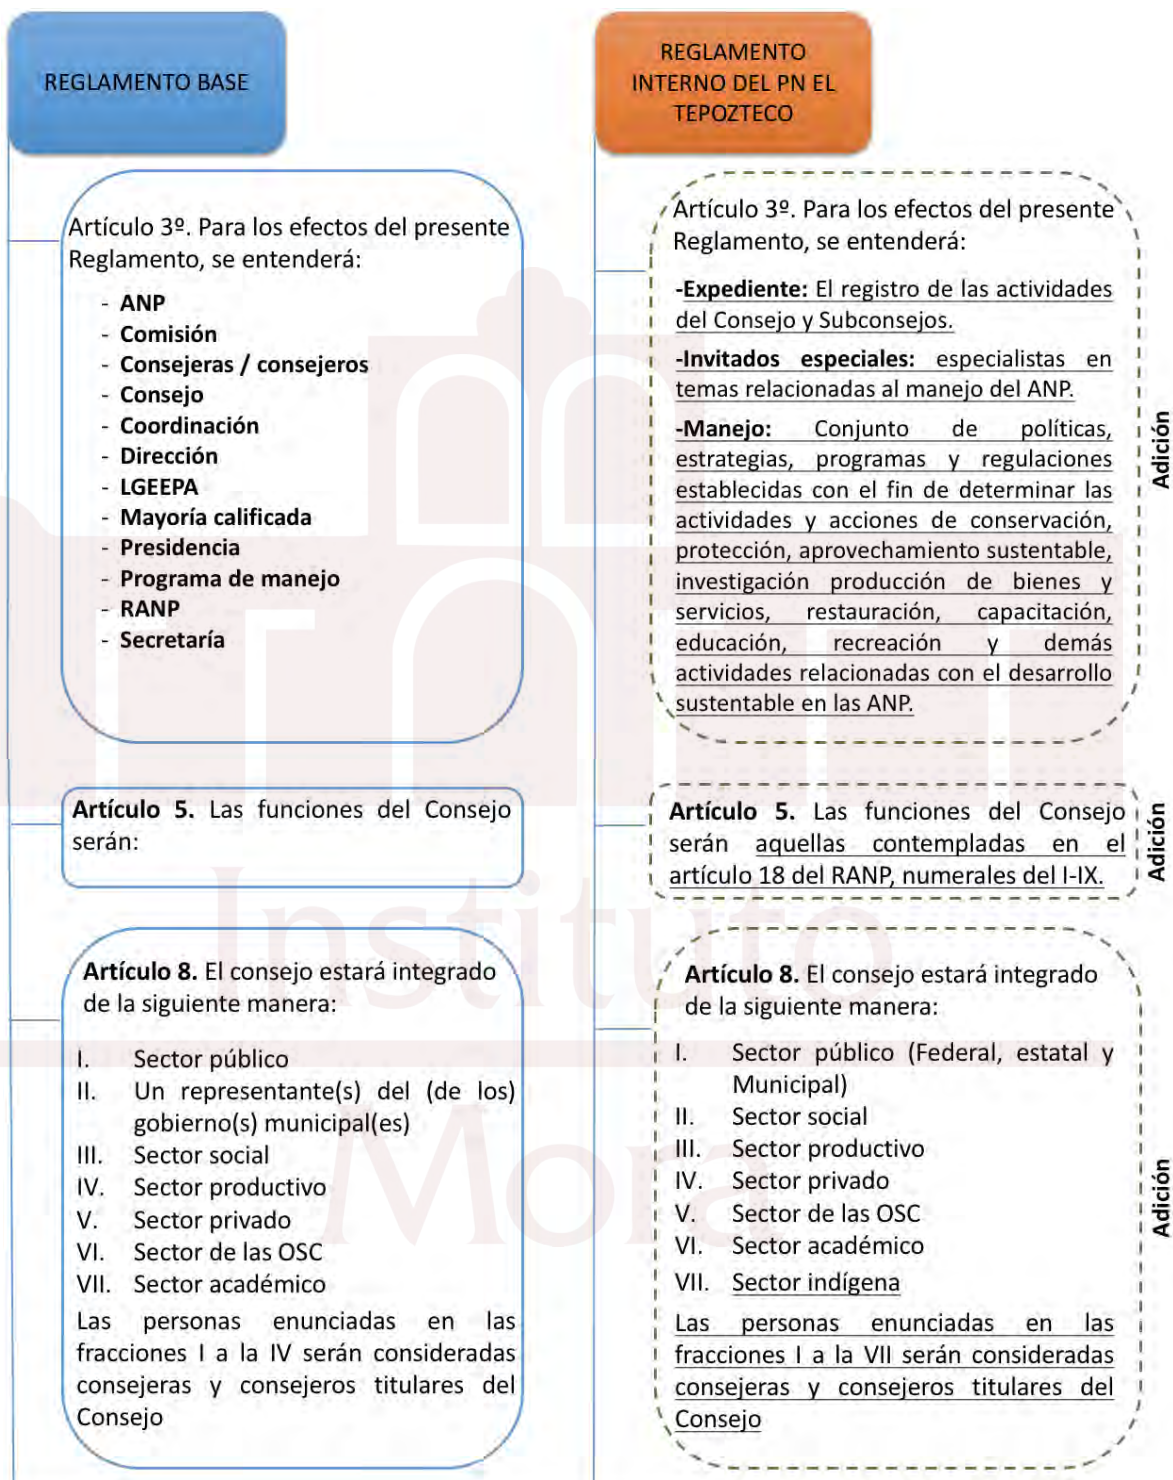 REGLAMENTO BASE
REGLAMENTO
INTERNO DEL PN EL
TEPOZTECO
Artículo 3º. Para los efectos del presente
Reglamento, se entenderá:
- ANP
- Comisión
- Consejeras / consejeros
- Consejo
- Coordinación
- Dirección
- LGEEPA
- Mayoría calificada
- Presidencia
- Programa de manejo
- RANP
- Secretaría
Artículo 3º. Para los efectos del presente
Reglamento, se entenderá:
-Expediente: El registro de las actividades
del Consejo y Subconsejos.
-Invitados especiales: especialistas en
temas relacionadas al manejo del ANP.
-Manejo: Conjunto de políticas,
estrategias, programas y regulaciones
establecidas con el fin de determinar las
actividades y acciones de conservación,
protección, aprovechamiento sustentable,
investigación producción de bienes y
servicios, restauración, capacitación,
educación, recreación y demás
actividades relacionadas con el desarrollo
sustentable en las ANP.
Adición
Artículo 5. Las funciones del Consejo
serán:
Artículo 5. Las funciones del Consejo
serán aquellas contempladas en el
artículo 18 del RANP, numerales del I-IX.
Adición
Artículo 8. El consejo estará integrado
de la siguiente manera:
I. Sector público
II. Un representante(s) del (de los)
gobierno(s) municipal(es)
III. Sector social
IV. Sector productivo
V. Sector privado
VI. Sector de las OSC
VII. Sector académico
Las personas enunciadas en las
fracciones I a la IV serán consideradas
consejeras y consejeros titulares del
Consejo
Artículo 8. El consejo estará integrado
de la siguiente manera:
I. Sector público (Federal, estatal y
Municipal)
II. Sector social
III. Sector productivo
IV. Sector privado
V. Sector de las OSC
VI. Sector académico
VII. Sector indígena
Las personas enunciadas en las
fracciones I a la VII serán consideradas
consejeras y consejeros titulares del
Consejo
Adición
Instituto
Mora